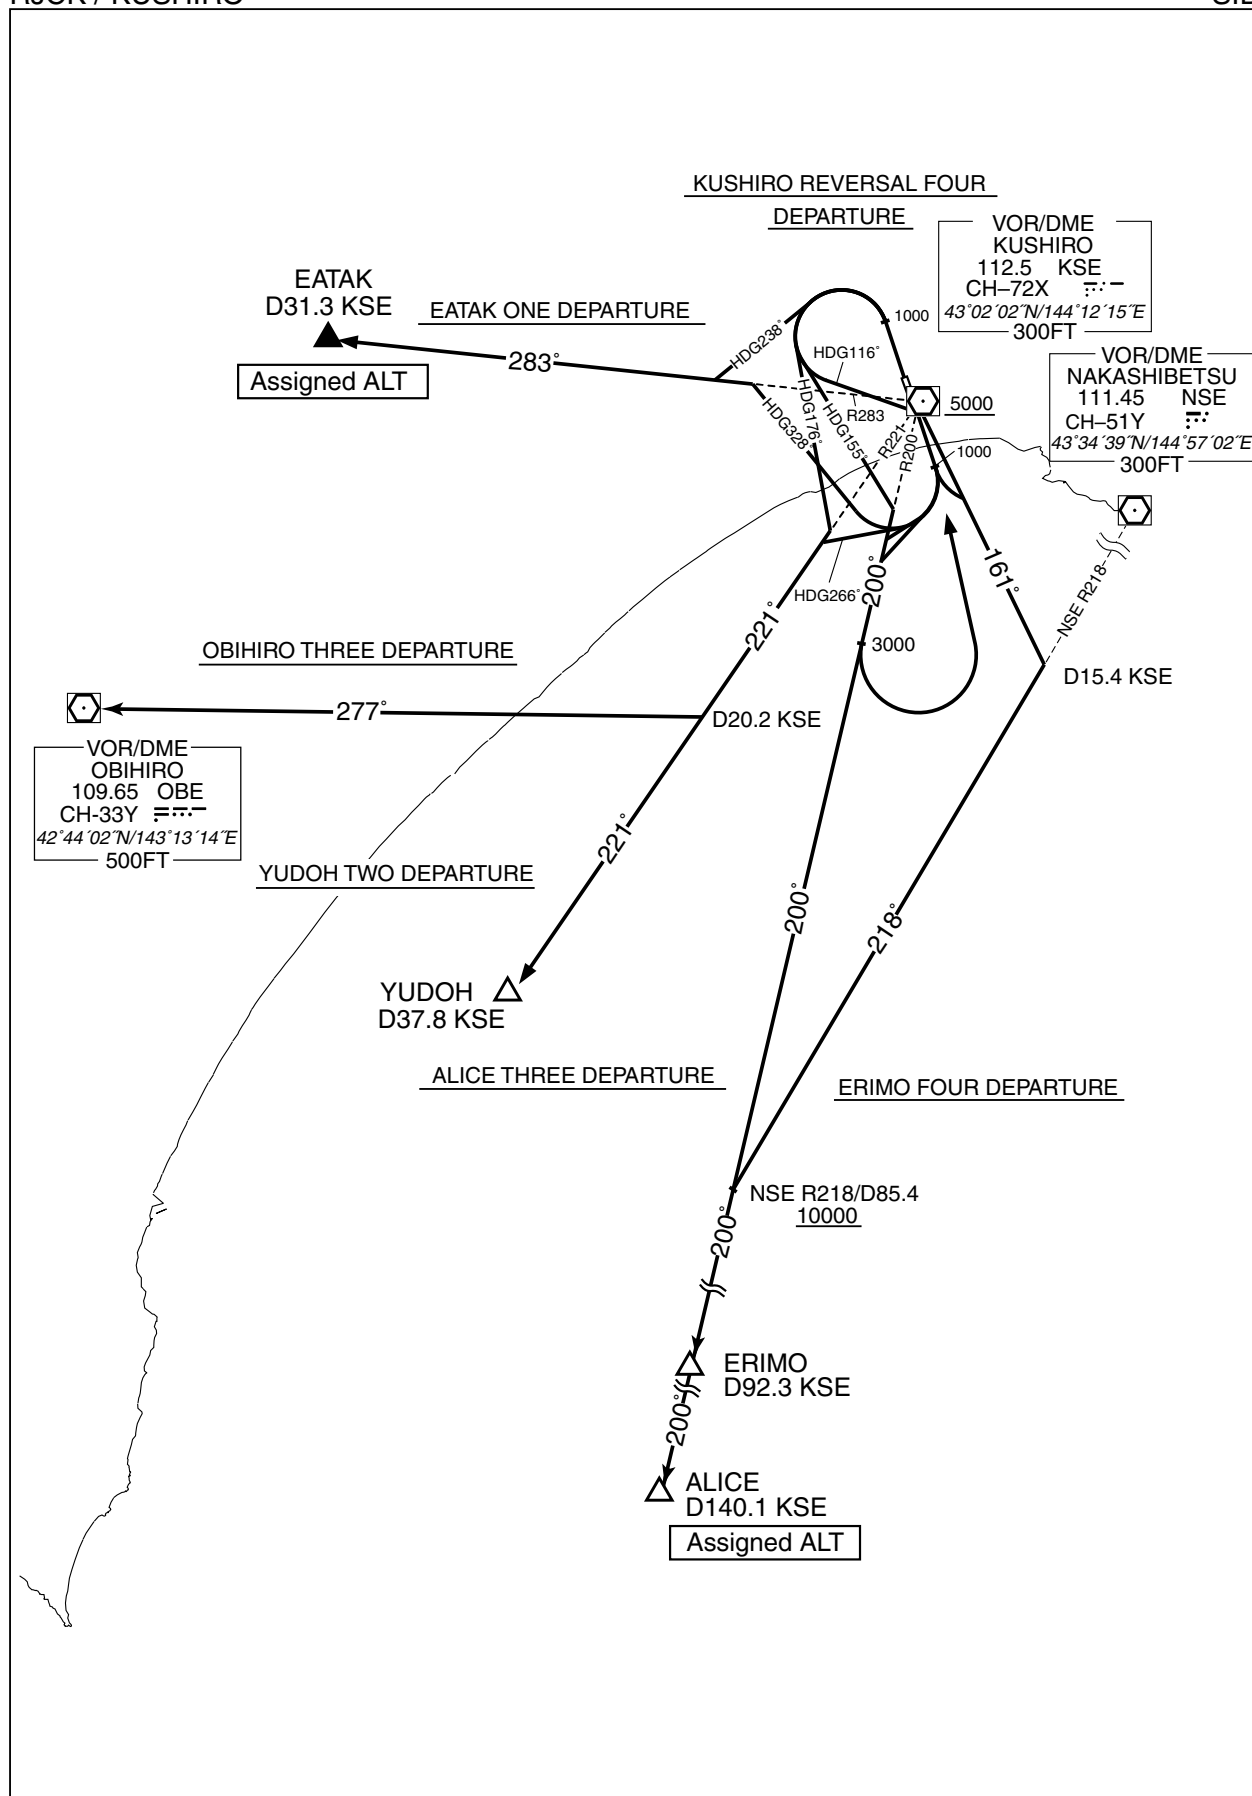 KUSHIRO REVERSAL FOUR
DEPARTURE
VOR/DME
KUSHIRO
112.5 KSE
CH–72X
43°02´02˝N/144°12´15˝E
300FT
EATAK
D31.3 KSE
EATAK ONE DEPARTURE
1000
HDG238°
HDG116°
283°
Assigned ALT
VOR/DME
NAKASHIBETSU
111.45 NSE
CH–51Y
43°34´39˝N/144°57´02˝E
300FT
5000
R283
HDG176°
HDG155°
HDG328°
R221
R200
1000
161°
NSE R218
HDG266°
200°
221°
OBIHIRO THREE DEPARTURE
3000
D15.4 KSE
277°
D20.2 KSE
VOR/DME
OBIHIRO
109.65 OBE
CH-33Y
42°44´02˝N/143°13´14˝E
500FT
221°
YUDOH TWO DEPARTURE
200°
218°
YUDOH
D37.8 KSE
ALICE THREE DEPARTURE
ERIMO FOUR DEPARTURE
NSE R218/D85.4
10000
200°
ERIMO
D92.3 KSE
200°
ALICE
D140.1 KSE
Assigned ALT